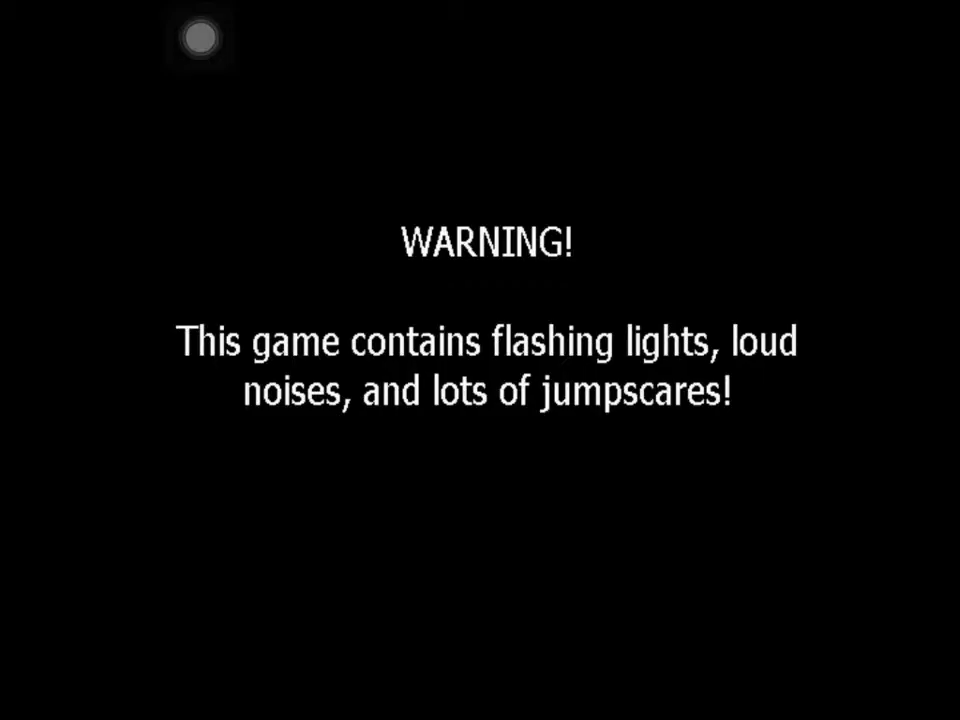 WARNING!
This game contains flashing lights, loud
noises, and lots of jumpscares!